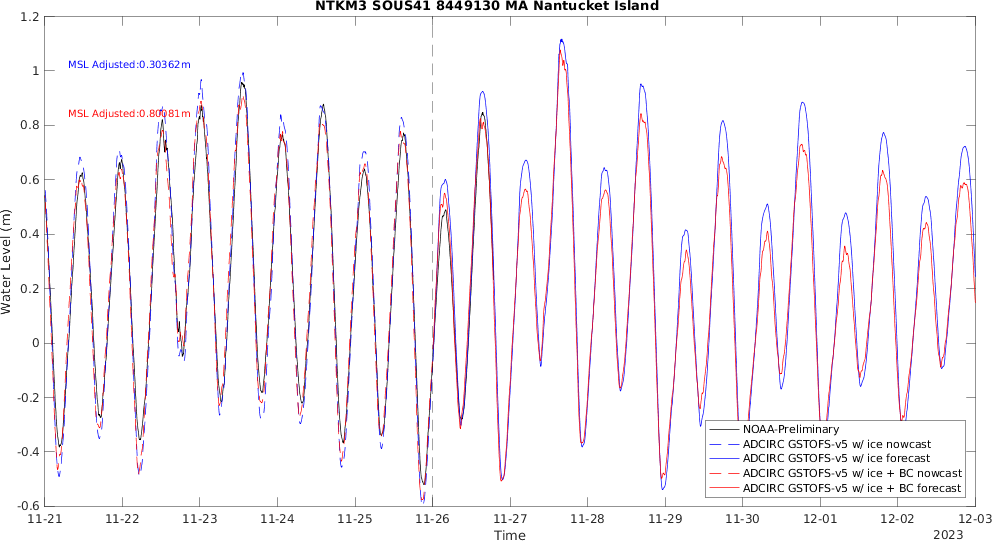 NTKM3 SOUS41 8449130 MA Nantucket Island
1.2
1
0.8
0.6
0.4
0.2
0
-0.2
-0.4
-0.6
Water Level (m)
MSL Adjusted:0.30362m
MSL Adjusted:0.80081m
NOAA-Preliminary
ADCIRC GSTOFS-v5 w/ ice nowcast
ADCIRC GSTOFS-v5 w/ ice forecast
ADCIRC GSTOFS-v5 w/ ice + BC nowcast
ADCIRC GSTOFS-v5 w/ ice + BC forecast
11-21 11-22 11-23 11-24 11-25 11-26 11-27 11-28 11-29 11-30 12-01 12-02 12-03
Time
2023